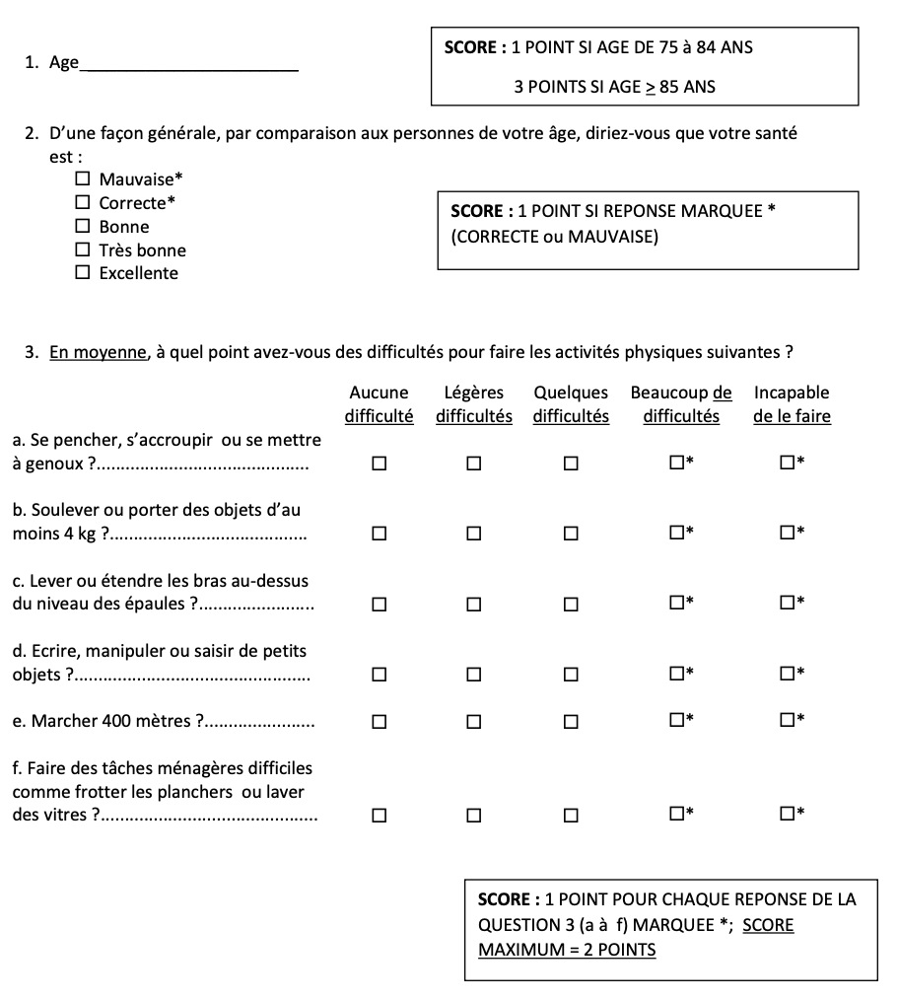 1. Age_______________________
SCORE : 1 POINT SI AGE DE 75 à 84 ANS
3 POINTS SI AGE ≥ 85 ANS
2. D’une façon générale, par comparaison aux personnes de votre âge, diriez-vous que votre santé
est :
☐ Mauvaise*
☐ Correcte*
☐ Bonne
☐ Très bonne
☐ Excellente
SCORE : 1 POINT SI REPONSE MARQUEE *
(CORRECTE ou MAUVAISE)
3. En moyenne, à quel point avez-vous des difficultés pour faire les activités physiques suivantes ?
Aucune Légères Quelques Beaucoup de Incapable
difficulté difficultés difficultés difficultés de le faire
a. Se pencher, s’accroupir ou se mettre
à genoux ?............................................ ☐ ☐ ☐ ☐* ☐*
b. Soulever ou porter des objets d’au
moins 4 kg ?......................................... ☐ ☐ ☐ ☐* ☐*
c. Lever ou étendre les bras au-dessus
du niveau des épaules ?........................ ☐ ☐ ☐ ☐* ☐*
d. Ecrire, manipuler ou saisir de petits
objets ?................................................. ☐ ☐ ☐ ☐* ☐*
e. Marcher 400 mètres ?....................... ☐ ☐ ☐ ☐* ☐*
f. Faire des tâches ménagères difficiles
comme frotter les planchers ou laver
des vitres ?............................................. ☐ ☐ ☐ ☐* ☐*
SCORE : 1 POINT POUR CHAQUE REPONSE DE LA
QUESTION 3 (a à f) MARQUEE *; SCORE
MAXIMUM = 2 POINTS